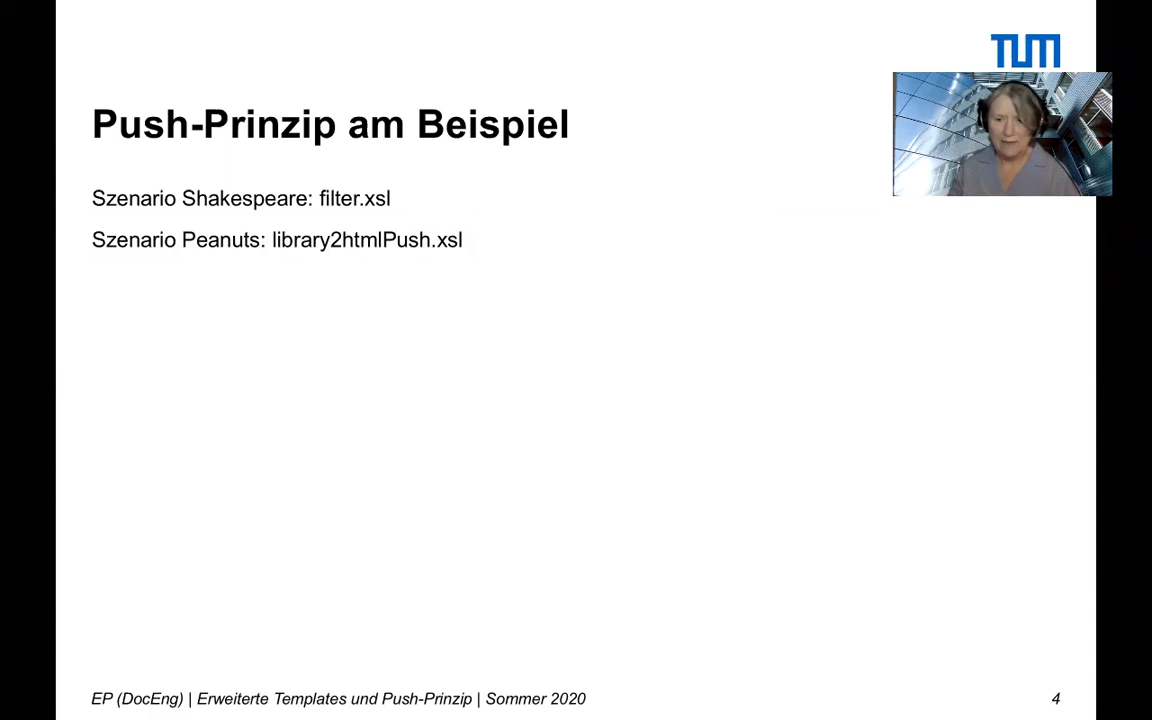 TUM
Push-Prinzip am Beispiel
Szenario Shakespeare: filter.xsl
Szenario Peanuts: library2htmlPush.xsl
EP (DocEng) | Erweiterte Templates und Push-Prinzip | Sommer 2020
4